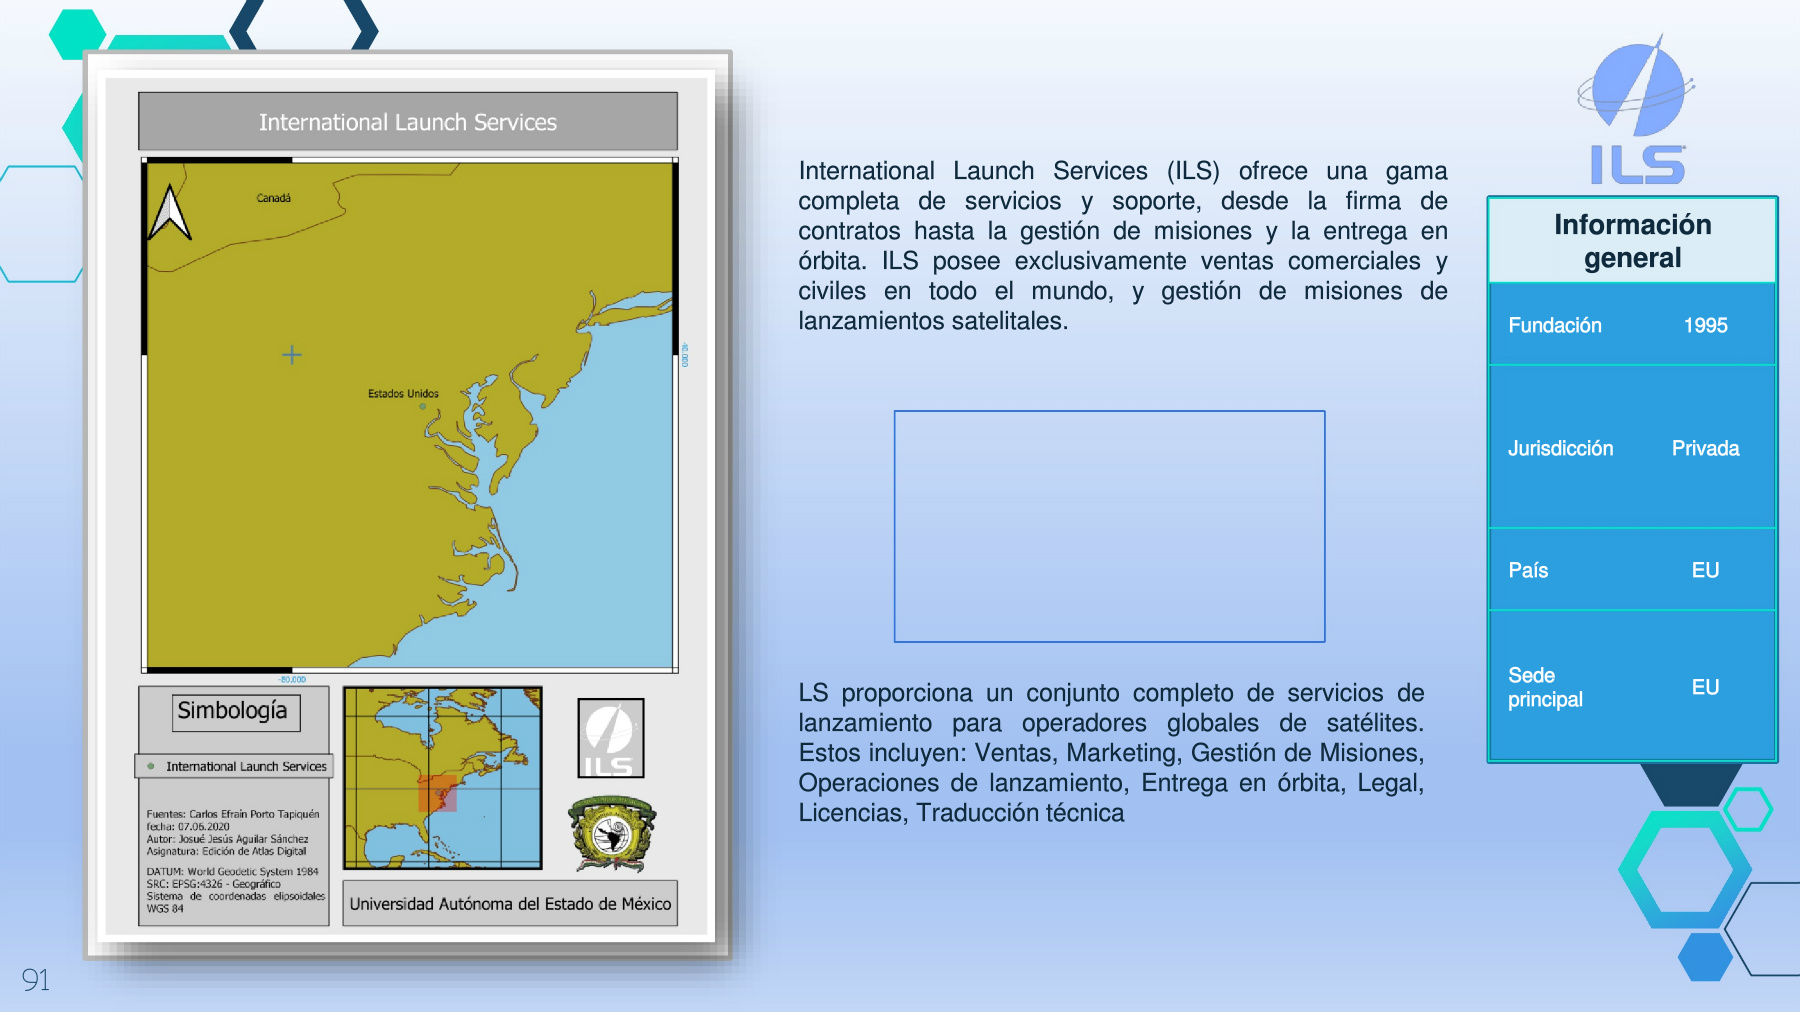 International Launch Services
Canadá
Estados Unidos
40.000
-80.000
Simbología
International Launch Services
Fuentes: Carlos Efraín Porto Tapiquén
fecha: 07.06.2020
Autor: Josué Jesús Aguilar Sánchez
Asignatura: Edición de Atlas Digital
DATUM: World Geodetic System 1984
SRC: EPSG:4326 - Geográfico
Sistema de coordenadas elipsoidales
WGS 84
ILS
Universidad Autónoma del Estado de México
International Launch Services (ILS) ofrece una gama
completa de servicios y soporte, desde la firma de
contratos hasta la gestión de misiones y la entrega en
órbita. ILS posee exclusivamente ventas comerciales y
civiles en todo el mundo, y gestión de misiones de
lanzamientos satelitales.
LS proporciona un conjunto completo de servicios de
lanzamiento para operadores globales de satélites.
Estos incluyen: Ventas, Marketing, Gestión de Misiones,
Operaciones de lanzamiento, Entrega en órbita, Legal,
Licencias, Traducción técnica
ILS
Información
general
Fundación 1995
Jurisdicción Privada
País EU
Sede
principal EU
91